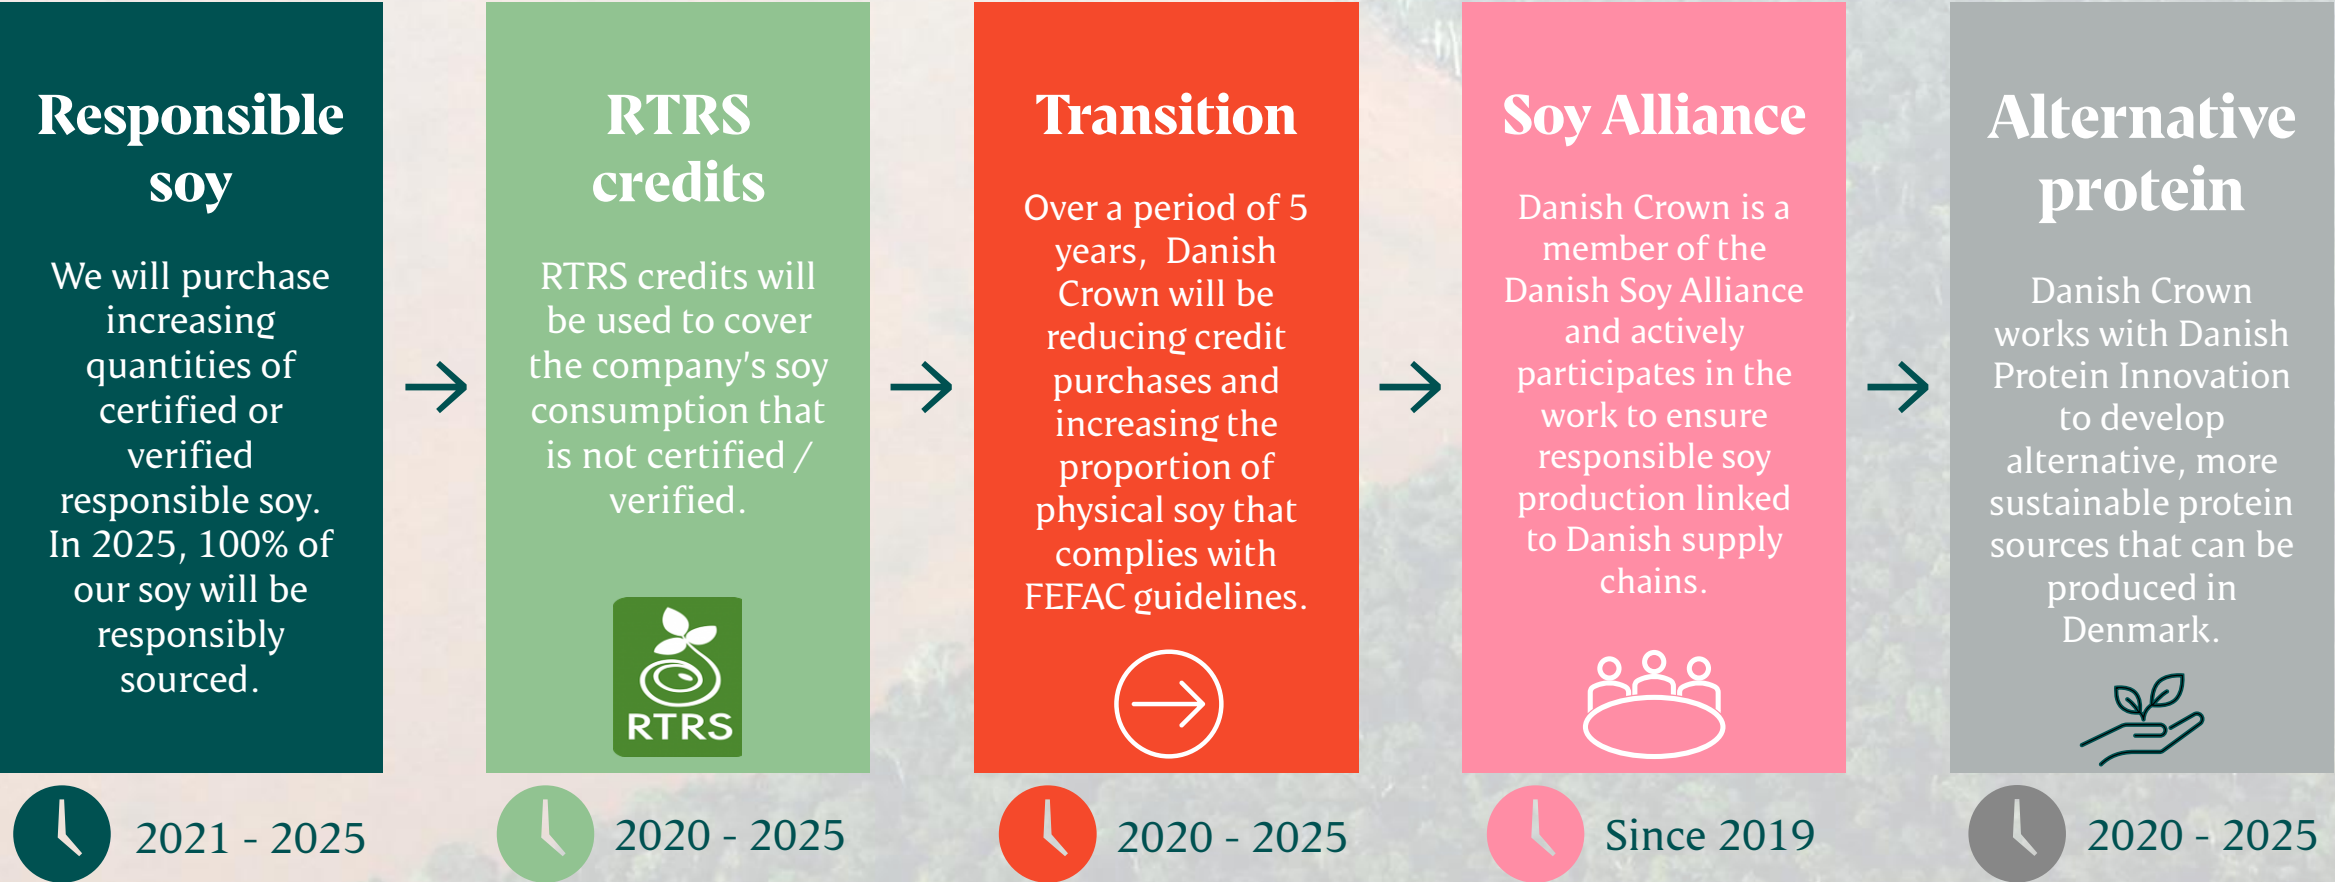 Responsible
soy
We will purchase
increasing
quantities of
certified or
verified
responsible soy.
In 2025, 100% of
our soy will be
responsibly
sourced.
2021 - 2025
RTRS
credits
RTRS credits will
be used to cover
the company's soy
consumption that
is not certified /
verified.
RTRS
2020 - 2025
Transition
Over a period of 5
years, Danish
Crown will be
reducing credit
purchases and
increasing the
proportion of
physical soy that
complies with
FEFAC guidelines.
2020 - 2025
Soy Alliance
Danish Crown is a
member of the
Danish Soy Alliance
and actively
participates in the
work to ensure
responsible soy
production linked
to Danish supply
chains.
Since 2019
Alternative
protein
Danish Crown
works with Danish
Protein Innovation
to develop
alternative, more
sustainable protein
sources that can be
produced in
Denmark.
2020 - 2025